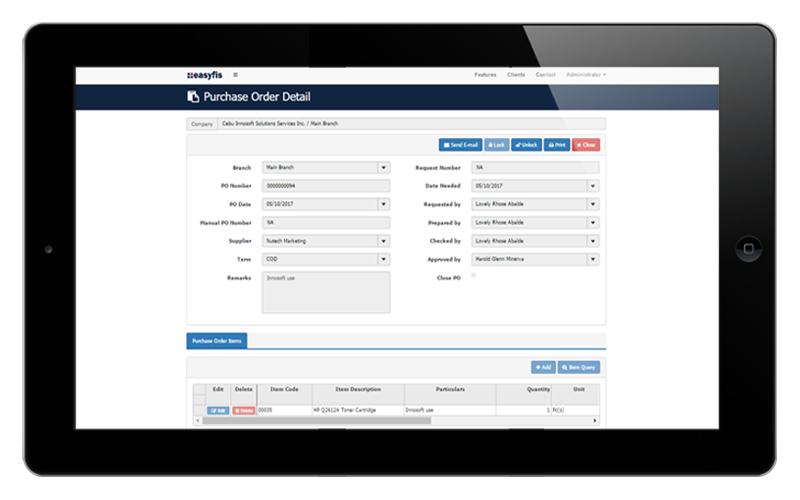 easyfis
Features Clients Contact Administrator
Purchase Order Detail
Company Cebu Innosoft Solutions Services Inc. / Main Branch
Send E-mail Lock Unlock Print Close
Branch Main Branch Request Number NA
PO Number 0000000094 Date Needed 05/10/2017
PO Date 05/10/2017 Requested by Lovely Rhose Abalde
Manual PO Number NA Prepared by Lovely Rhose Abalde
Supplier Nutech Marketing Checked by Lovely Rhose Abalde
Term COD Approved by Harold Glenn Minerva
Remarks Innosoft use Close PO
Purchase Order Items
Add Item Query
Edit Delete Item Code Item Description Particulars Quantity Unit
Edit Delete 00035 HP Q2612A Toner Cartridge Innosoft use 1